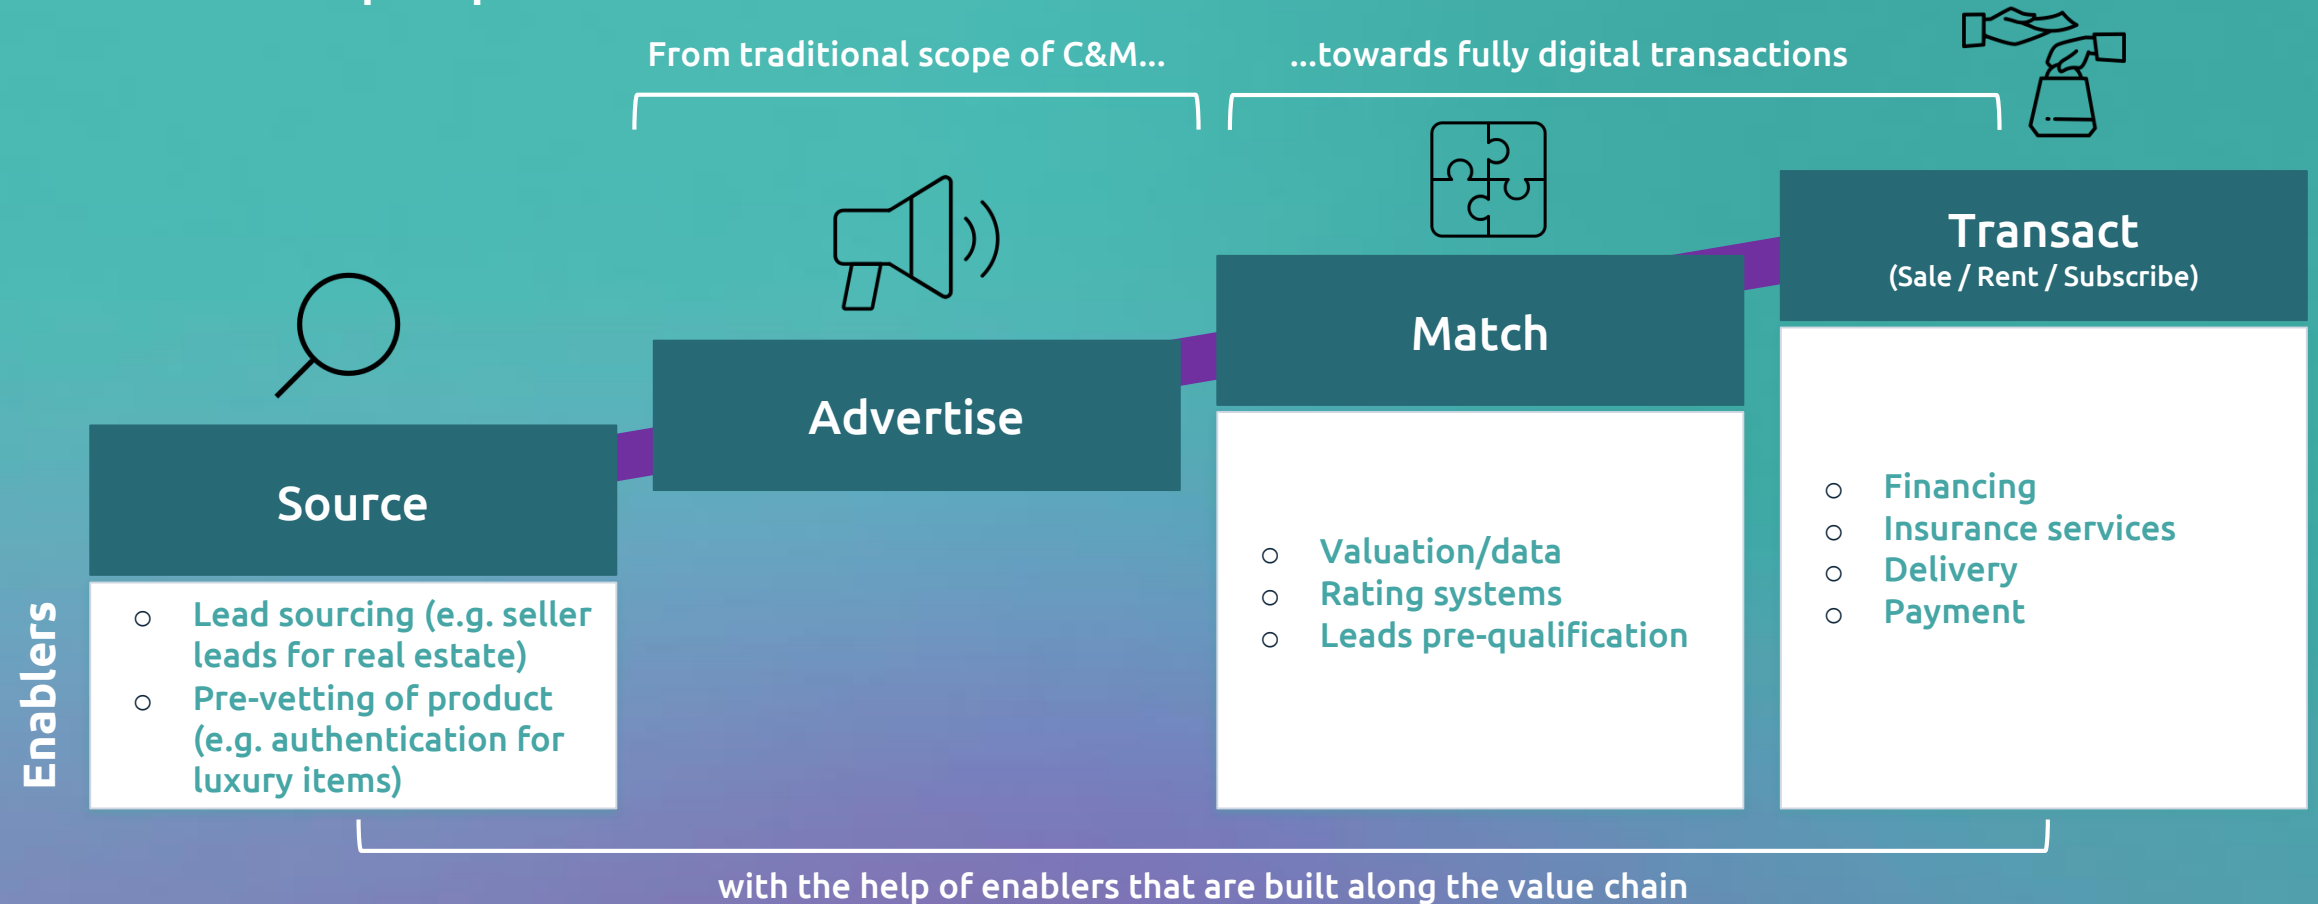 From traditional scope of C&M...
...towards fully digital transactions
Source
Advertise
Match
Transact
(Sale / Rent / Subscribe)
Enablers
Lead sourcing (e.g. seller
leads for real estate)
Pre-vetting of product
(e.g. authentication for
luxury items)
Valuation/data
Rating systems
Leads pre-qualification
Financing
Insurance services
Delivery
Payment
with the help of enablers that are built along the value chain